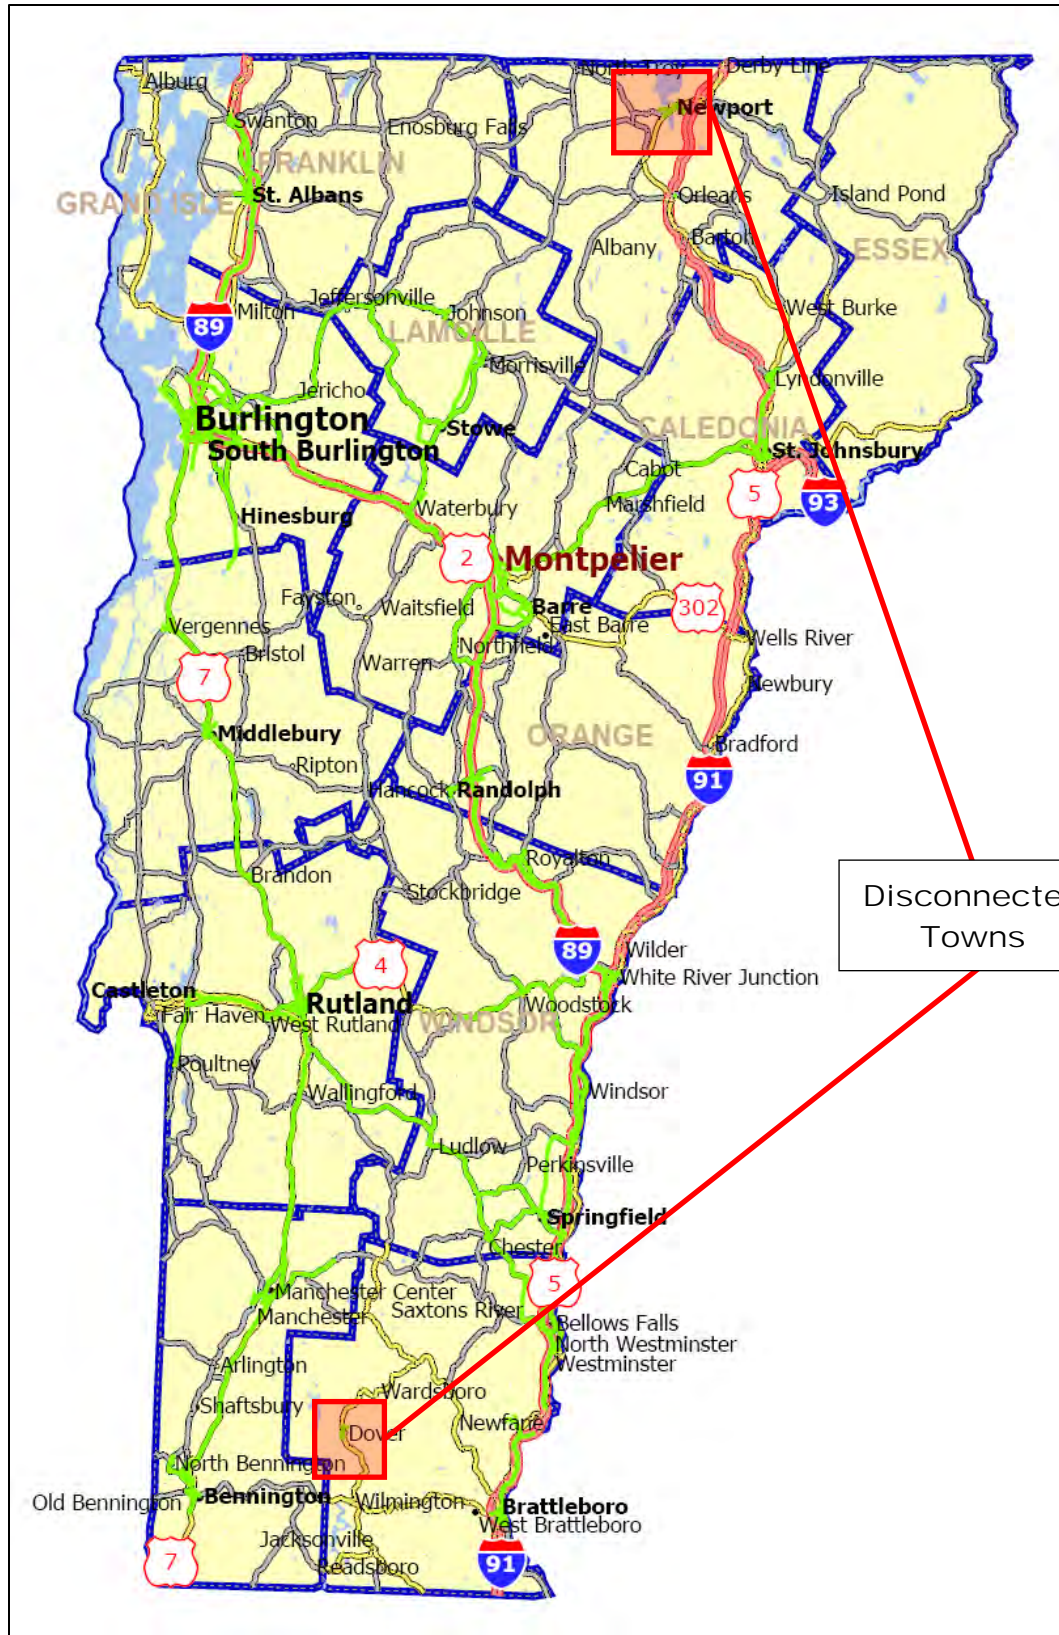 North Troy
Derby Line
Alburg
Newport
Swanton
Enosburg Falls
FRANKLIN
St. Albans
Orleans
Island Pond
GRAND ISLE
Albany
Barton
ESSEX
Jeffersonville
Milton
Johnson
West Burke
89
LAMOILLE
Morrisville
Jericho
Lyndonville
Burlington
Stowe
CALEDONIA
South Burlington
St. Johnsbury
Cabot
5
93
Marshfield
Waterbury
Hinesburg
2
Montpelier
Fayston
Waitsfield
Barre
302
East Barre
Vergennes
Wells River
Bristol
Northfield
Warren
7
Newbury
Middlebury
ORANGE
Bradford
Ripton
91
Hancock
Randolph
Royalton
Brandon
Stockbridge
Disconnecte
Towns
89
Wilder
4
White River Junction
Castleton
Rutland
Woodstock
Fair Haven
West Rutland
WINDSOR
Poultney
Wallingford
Windsor
Ludlow
Perkinsville
Springfield
Chester
5
Manchester Center
Saxtons River
Manchester
Bellows Falls
North Westminster
Westminster
Arlington
Wardsboro
Shaftsbury
Newfane
Dover
North Bennington
Old Bennington
Bennington
Wilmington
Brattleboro
West Brattleboro
Jacksonville
7
Readsboro
91